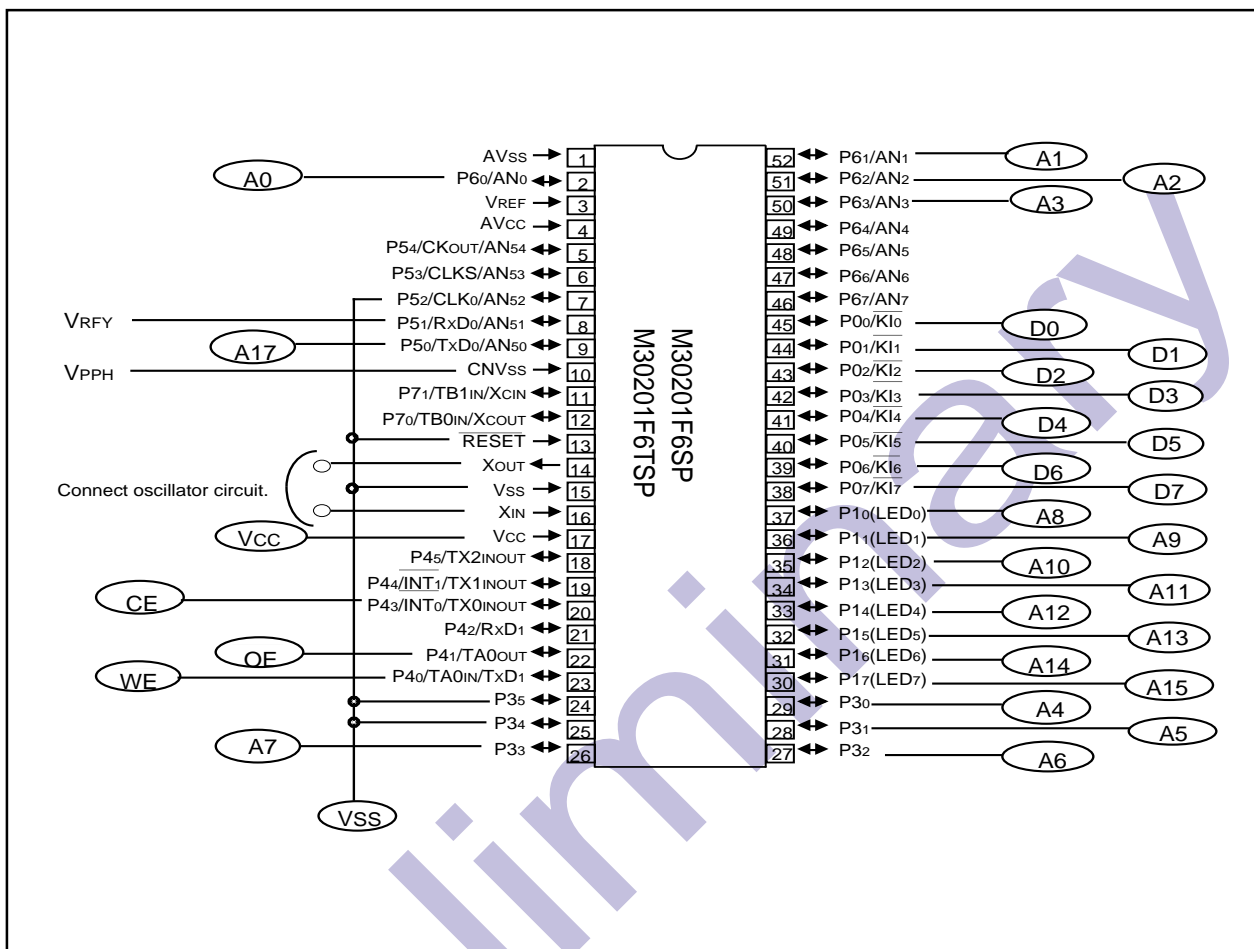 A0
VRFY
A17
VPPH
Connect oscillator circuit.
VCC
CE
OE
WE
A7
VSS
AVSS
P60/AN0
VREF
AVCC
P54/CKOUT/AN54
P53/CLKS/AN53
P52/CLK0/AN52
P51/RXD0/AN51
P50/TXD0/AN50
CNVSS
P71/TB1IN/XCIN
P70/TB0IN/XCOUT
RESET
XOUT
VSS
XIN
VCC
P45/TX2INOUT
P44/INT1/TX1INOUT
P43/INT0/TX0INOUT
P42/RXD1
P41/TA0OUT
P40/TA0IN/TXD1
P35
P34
P33
1
2
3
4
5
6
7
8
9
10
11
12
13
14
15
16
17
18
19
20
21
22
23
24
25
26
M30201F6SP
M30201F6TSP
52
51
50
49
48
47
46
45
44
43
42
41
40
39
38
37
36
35
34
33
32
31
30
29
28
27
P61/AN1
P62/AN2
P63/AN3
P64/AN4
P65/AN5
P66/AN6
P67/AN7
P00/KI0
P01/KI1
P02/KI2
P03/KI3
P04/KI4
P05/KI5
P06/KI6
P07/KI7
P10(LED0)
P11(LED1)
P12(LED2)
P13(LED3)
P14(LED4)
P15(LED5)
P16(LED6)
P17(LED7)
P30
P31
P32
A1
A2
A3
D0
D1
D2
D3
D4
D5
D6
D7
A8
A9
A10
A11
A12
A13
A14
A15
A4
A5
A6
liminary